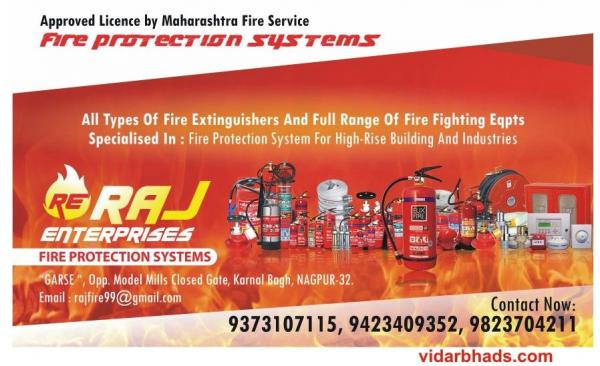 Approved Licence by Maharashtra Fire Service
Fire Protection Systems
All Types Of Fire Extinguishers And Full Range Of Fire Fighting Eqpts
Specialised In : Fire Protection System For High-Rise Building And Industries
RE RAJ
ENTERPRISES
FIRE PROTECTION SYSTEMS
"GARSE ", Opp. Model Mills Closed Gate, Karnal Bagh, NAGPUR-32.
Email : rajfire99@gmail.com
Contact Now:
9373107115, 9423409352, 9823704211
vidarbhads.com